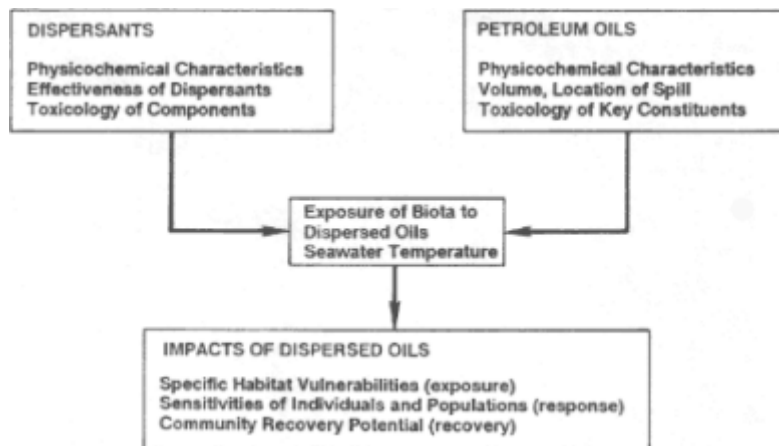 DISPERSANTS
Physicochemical Characteristics
Effectiveness of Dispersants
Toxicology of Components
PETROLEUM OILS
Physicochemical Characteristics
Volume, Location of Spill
Toxicology of Key Constituents
Exposure of Biota to
Dispersed Oils
Seawater Temperature
IMPACTS OF DISPERSED OILS
Specific Habitat Vulnerabilities (exposure)
Sensitivities of Individuals and Populations (response)
Community Recovery Potential (recovery)